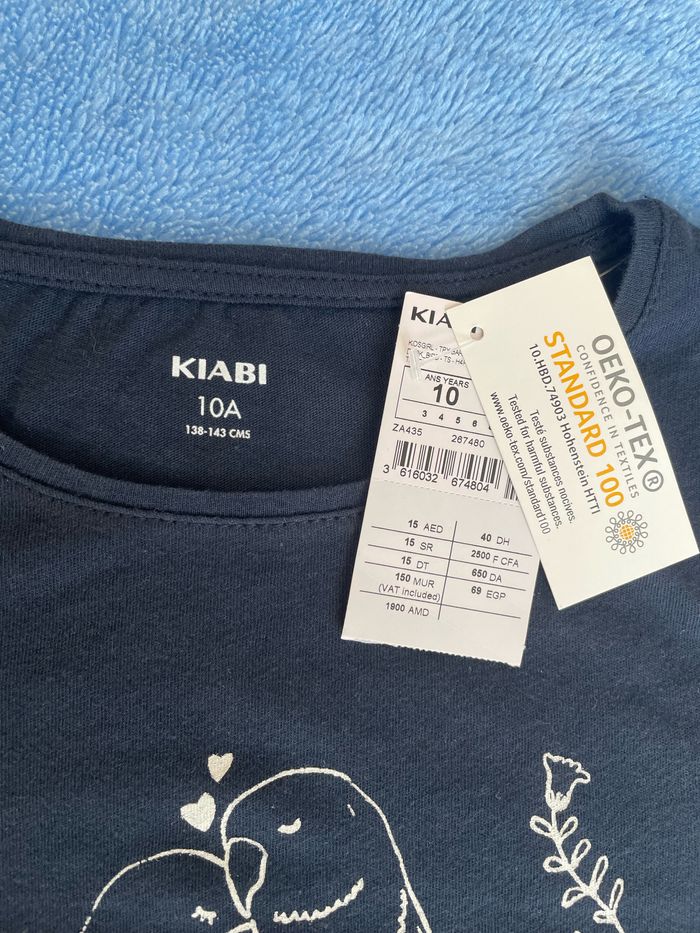 KIABI
10A
138-143 CMS
KIA
ANS YEARS
10
3 4 5 6
ZA435 267480
3 616032 674804
15 AED
15 SR
15 DT
150 MUR
(VAT included)
1900 AMD
40 DH
2500 F CFA
650 DA
69 EGP
OEKO-TEX®
CONFIDENCE IN TEXTILES
STANDARD 100
10.HBD.74903 Hohenstein HTTI
Testé substances nocives.
Tested for harmful substances.
www.oeko-tex.com/standard100